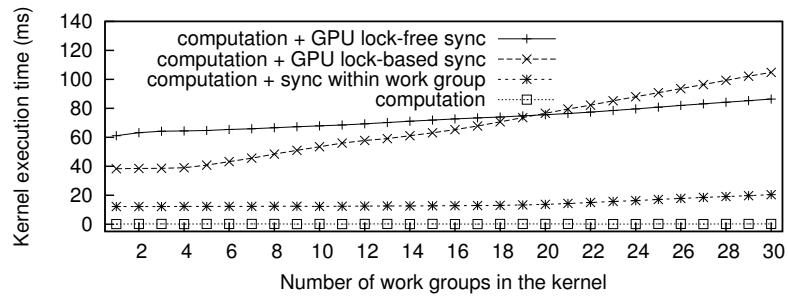 140
120
100
80
60
40
20
0
Kernel execution time (ms)
computation + GPU lock-free sync
computation + GPU lock-based sync
computation + sync within work group
computation
2 4 6 8 10 12 14 16 18 20 22 24 26 28 30
Number of work groups in the kernel